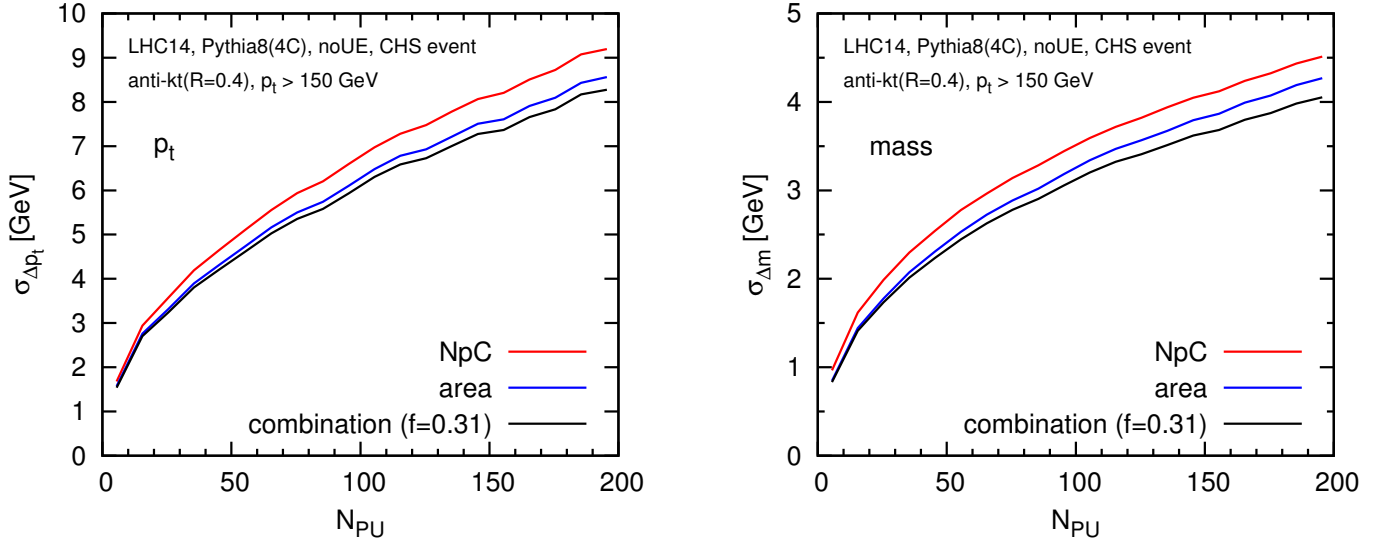 10
9
8
7
6
5
4
3
2
1
0
σΔpt [GeV]
LHC14, Pythia8(4C), noUE, CHS event
anti-kt(R=0.4), pt > 150 GeV
pt
NpC
area
combination (f=0.31)
0 50 100 150 200
NPU
5
4
3
2
1
0
σΔm [GeV]
LHC14, Pythia8(4C), noUE, CHS event
anti-kt(R=0.4), pt > 150 GeV
mass
NpC
area
combination (f=0.31)
0 50 100 150 200
NPU